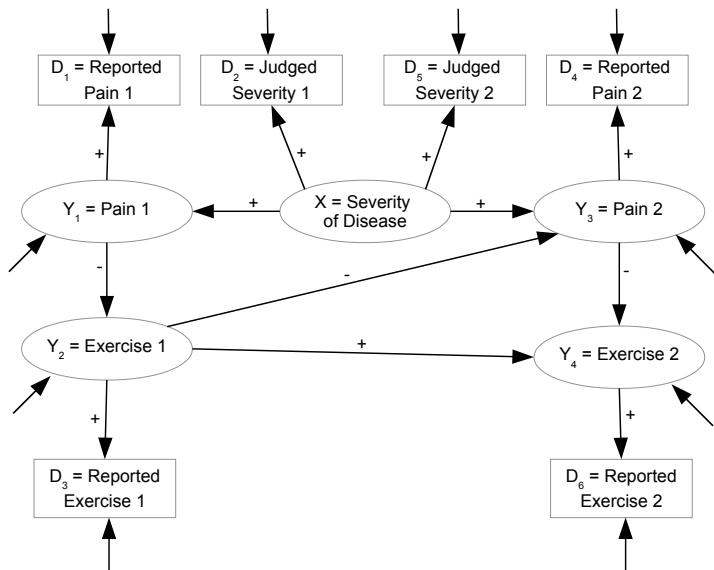 D₁ = Reported
Pain 1
D₂ = Judged
Severity 1
D₅ = Judged
Severity 2
D₄ = Reported
Pain 2
+
+
+
+
Y₁ = Pain 1
+
X = Severity
of Disease
+
Y₃ = Pain 2
-
-
-
Y₂ = Exercise 1
+
Y₄ = Exercise 2
+
+
D₃ = Reported
Exercise 1
D₆ = Reported
Exercise 2